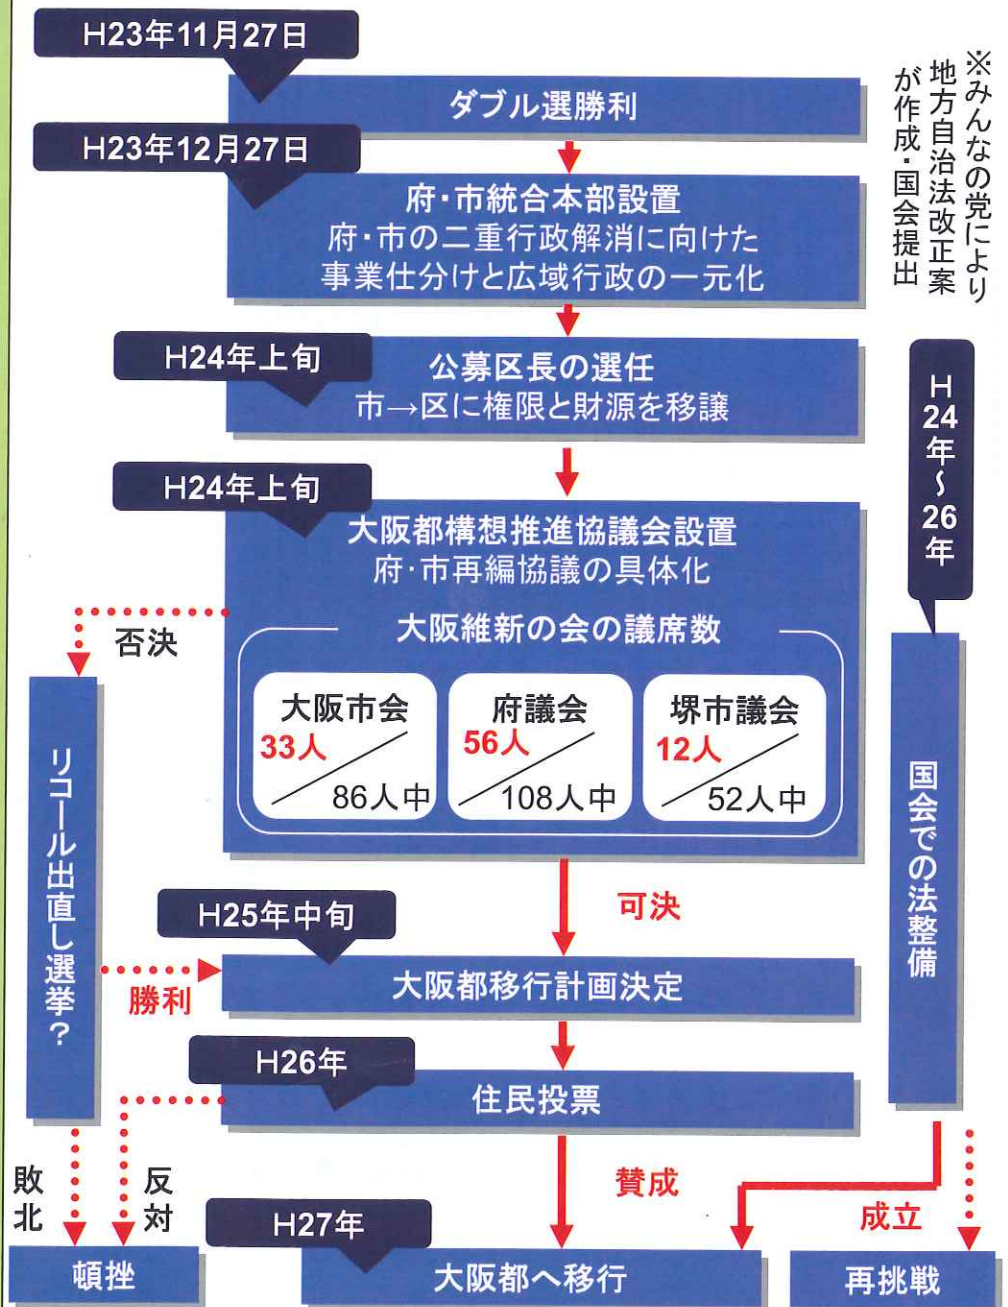 H23年11月27日
ダブル選勝利
※みんなの党により
地方自治法改正案
が作成・国会提出
H23年12月27日
府・市統合本部設置
府・市の二重行政解消に向けた
事業仕分けと広域行政の一元化
H24年上旬
公募区長の選任
市→区に権限と財源を移譲
H24年上旬
大阪都構想推進協議会設置
府・市再編協議の具体化
大阪維新の会の議席数
大阪市会
33人
86人中
府議会
56人
108人中
堺市議会
12人
52人中
H24年〜26年
国会での法整備
否決
リコール出直し選挙?
可決
H25年中旬
勝利
大阪都移行計画決定
H26年
住民投票
敗北
反対
賛成
成立
H27年
頓挫
大阪都へ移行
再挑戦